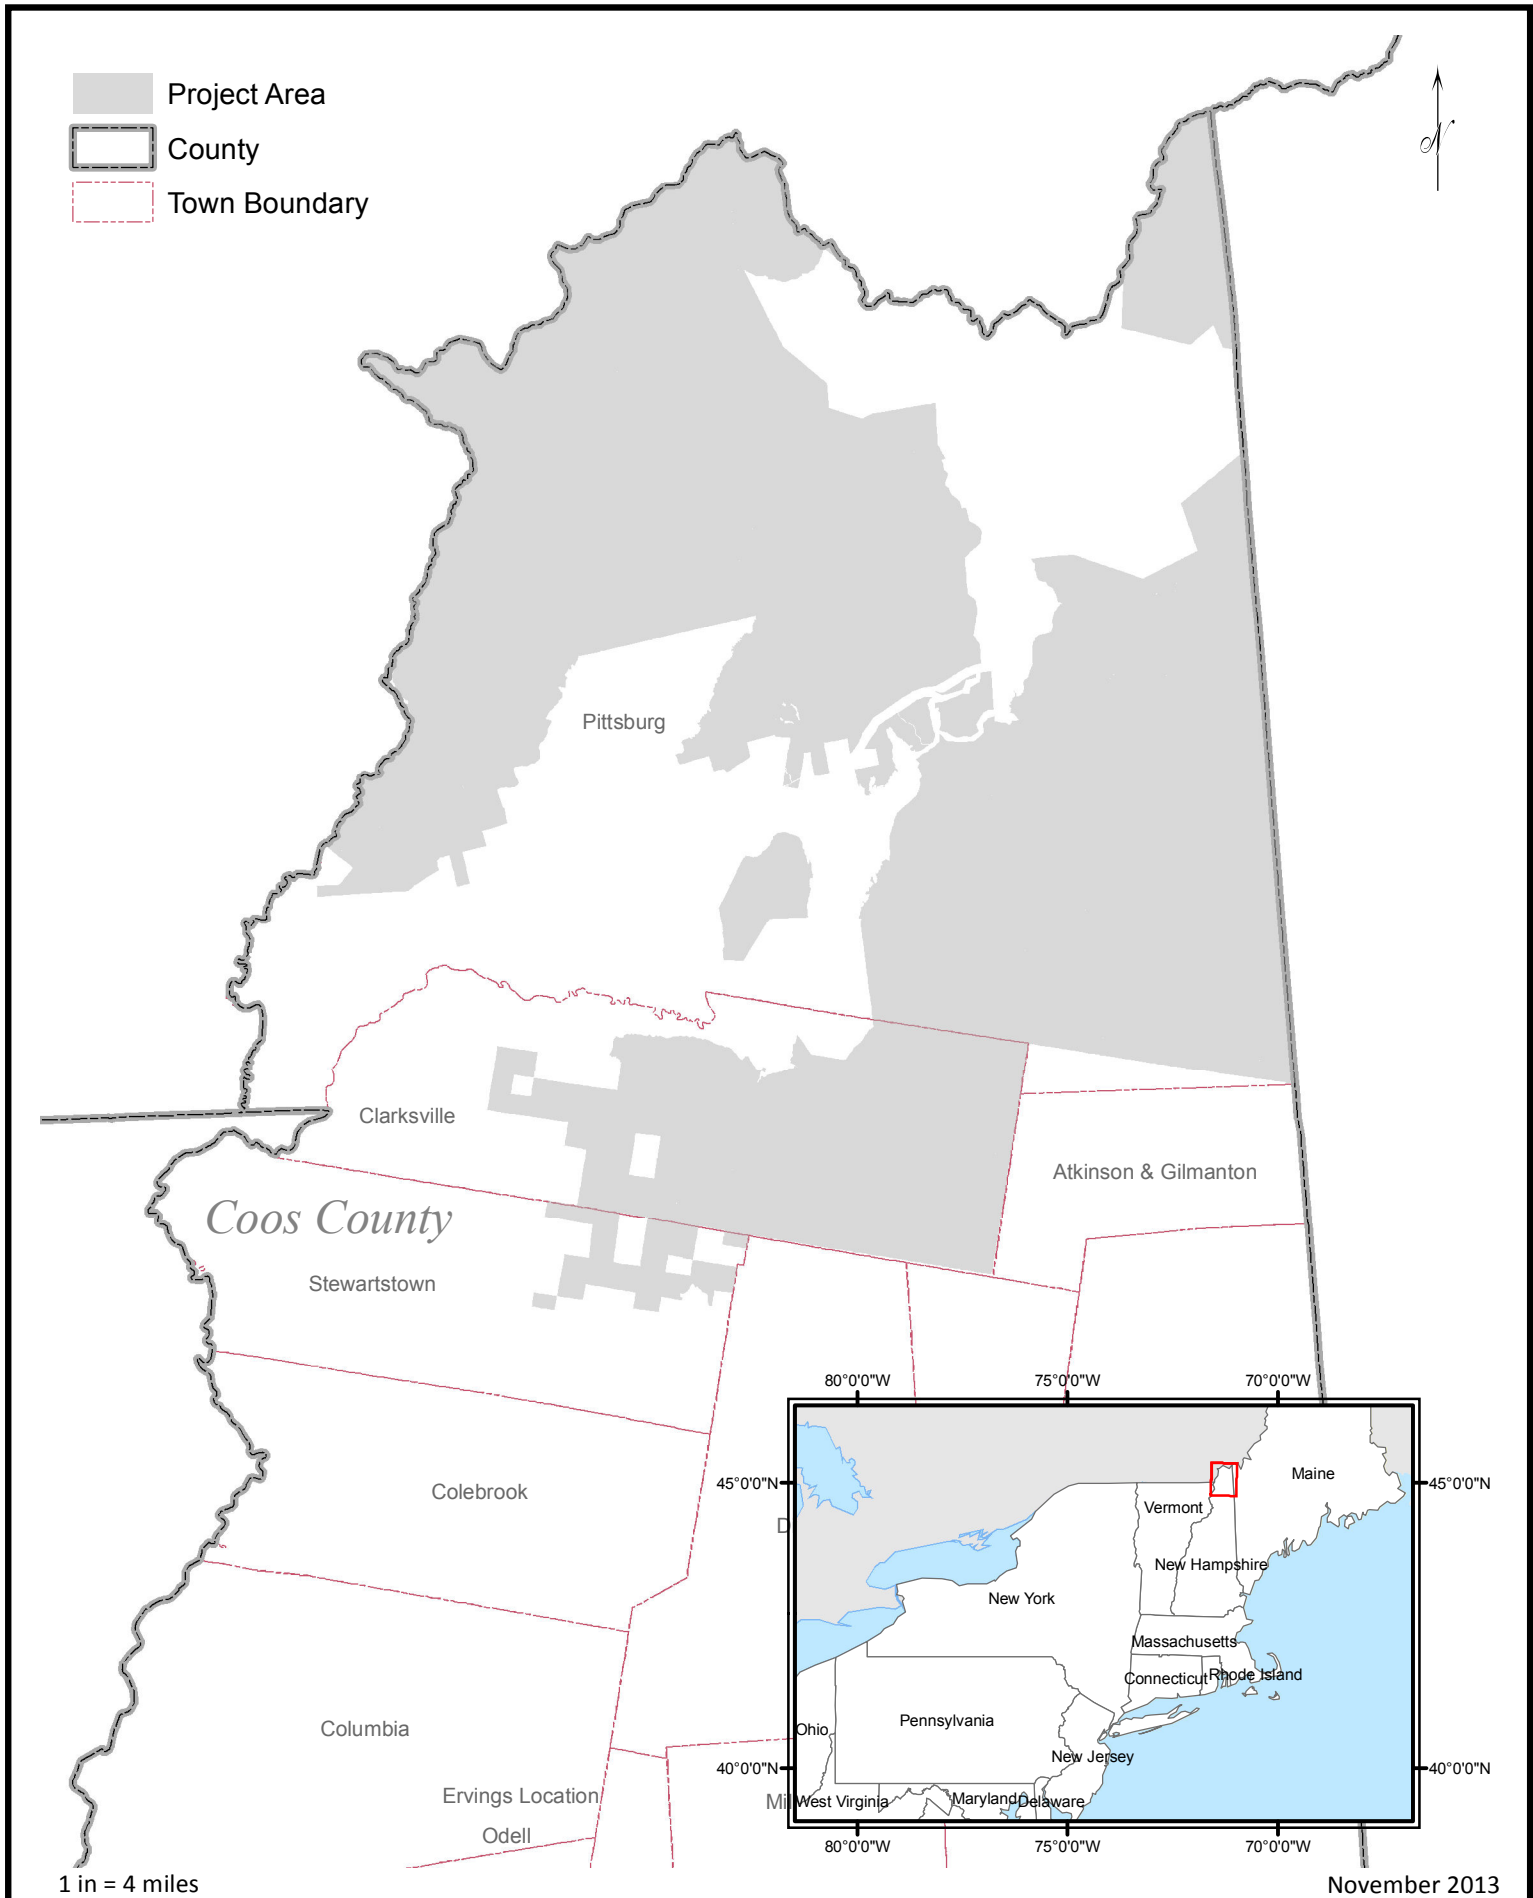 Project Area
County
Town Boundary
N
Pittsburg
Clarksville
Atkinson & Gilmanton
Coos County
Stewartstown
Colebrook
D
Columbia
Ervings Location
Odell
Mil
80°0'0"W 75°0'0"W 70°0'0"W
45°0'0"N 45°0'0"N
Maine
Vermont
New Hampshire
New York
Massachusetts
Connecticut Rhode Island
Pennsylvania
Ohio
New Jersey
40°0'0"N 40°0'0"N
West Virginia Maryland Delaware
80°0'0"W 75°0'0"W 70°0'0"W
1 in = 4 miles
November 2013